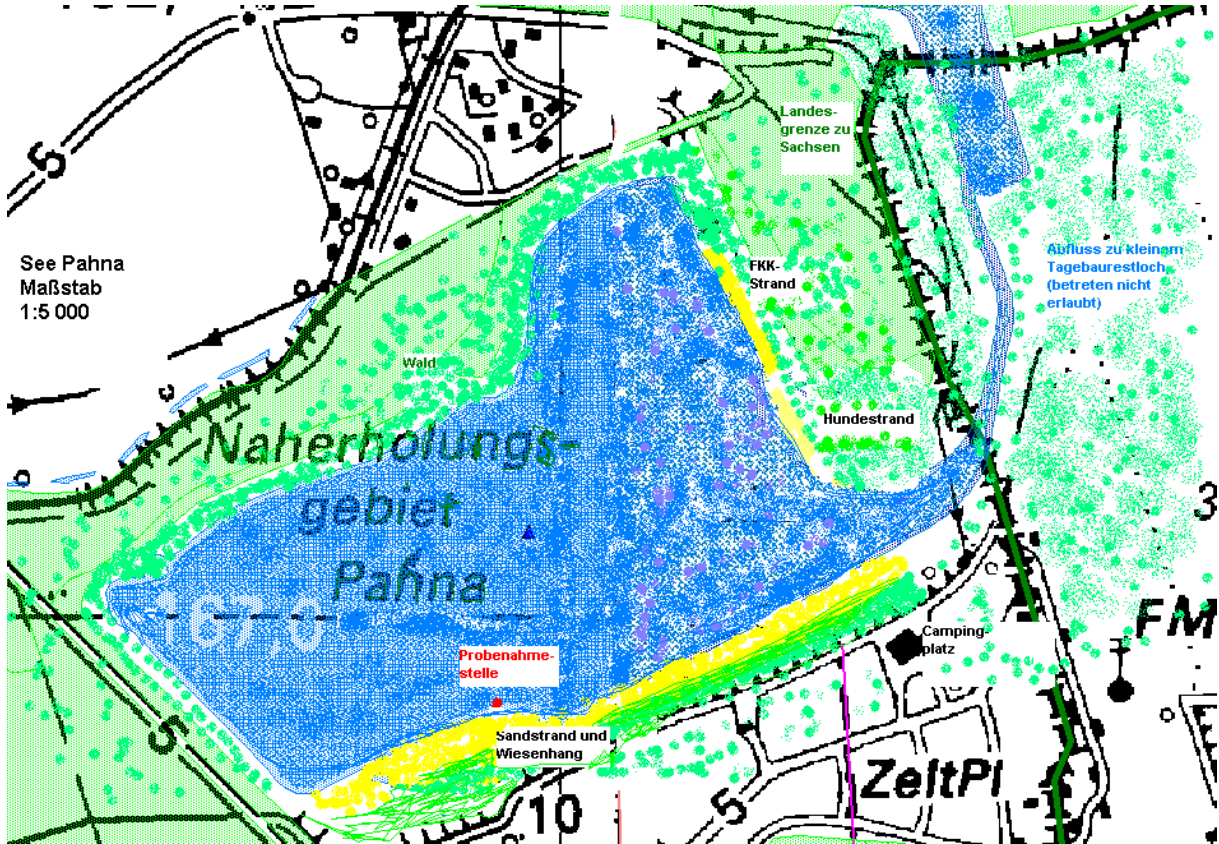 See Pahna
Maßstab
1:5 000
5
Landes-
grenze zu
Sachsen
FKK-
Strand
Abfluss zu kleinem
Tagebaurestloch
(betreten nicht
erlaubt)
Wald
Hundestrand
Naherholungs-
gebiet
Pahna
167,0
3
Probenahme-
stelle
Camping-
platz
FM
Sandstrand und
Wiesenhang
5
ZeltPl
10
5